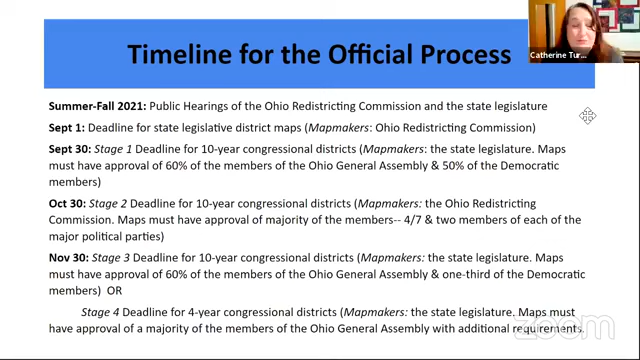 Timeline for the Official Process
Catherine Tur...
Summer-Fall 2021: Public Hearings of the Ohio Redistricting Commission and the state legislature
Sept 1: Deadline for state legislative district maps (Mapmakers: Ohio Redistricting Commission)
Sept 30: Stage 1 Deadline for 10-year congressional districts (Mapmakers: the state legislature. Maps
must have approval of 60% of the members of the Ohio General Assembly & 50% of the Democratic
members)
Oct 30: Stage 2 Deadline for 10-year congressional districts (Mapmakers: the Ohio Redistricting
Commission. Maps must have approval of majority of the members-- 4/7 & two members of each of the
major political parties)
Nov 30: Stage 3 Deadline for 10-year congressional districts (Mapmakers: the state legislature. Maps
must have approval of 60% of the members of the Ohio General Assembly & one-third of the Democratic
members) OR
Stage 4 Deadline for 4-year congressional districts (Mapmakers: the state legislature. Maps must
have approval of a majority of the members of the Ohio General Assembly with additional requirements.
zoom